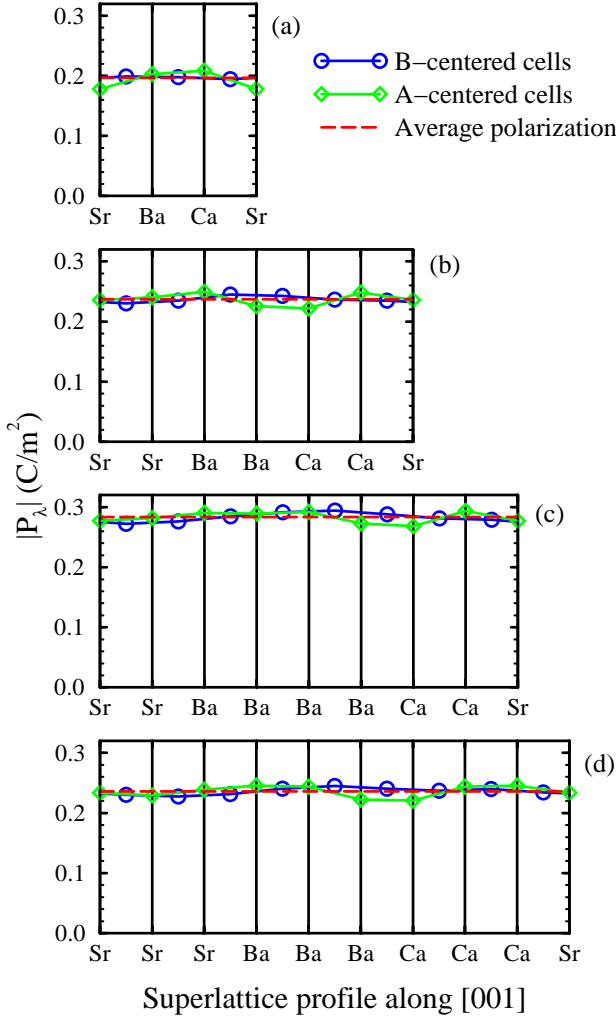 0.3
(a)
0.2
0.1
0.0
Sr Ba Ca Sr
B−centered cells
A−centered cells
Average polarization
0.3
(b)
0.2
0.1
0.0
Sr Sr Ba Ba Ca Ca Sr
|Pλ| (C/m²)
0.3
(c)
0.2
0.1
0.0
Sr Sr Ba Ba Ba Ba Ca Ca Sr
0.3
(d)
0.2
0.1
0.0
Sr Sr Sr Ba Ba Ba Ca Ca Ca Sr
Superlattice profile along [001]